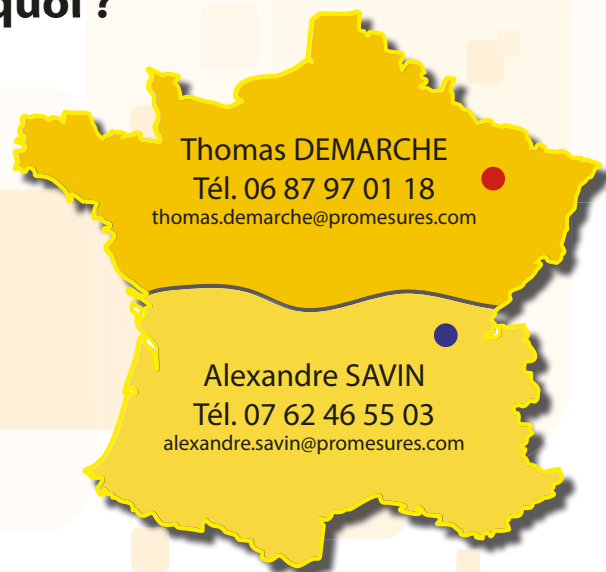 quoi ?
Thomas DEMARCHE
Tél. 06 87 97 01 18
thomas.demarche@promesures.com
Alexandre SAVIN
Tél. 07 62 46 55 03
alexandre.savin@promesures.com